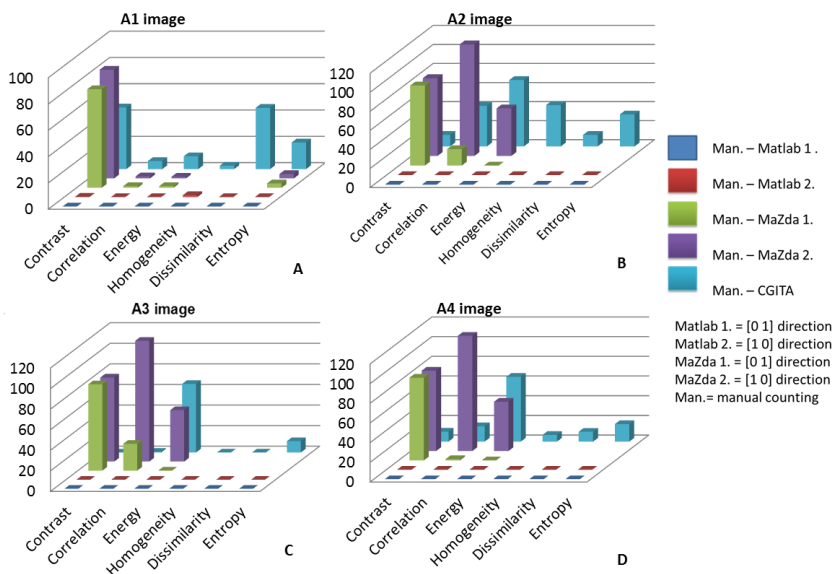 A1 image
100
80
60
40
20
0
Contrast
Correlation
Energy
Homogeneity
Dissimilarity
Entropy
A
A2 image
120
100
80
60
40
20
0
Contrast
Correlation
Energy
Homogeneity
Dissimilarity
Entropy
B
A3 image
120
100
80
60
40
20
0
Contrast
Correlation
Energy
Homogeneity
Dissimilarity
Entropy
C
A4 image
120
100
80
60
40
20
0
Contrast
Correlation
Energy
Homogeneity
Dissimilarity
Entropy
D
Man. – Matlab 1 .
Man. – Matlab 2.
Man. – MaZda 1.
Man. – MaZda 2.
Man. – CGITA
Matlab 1. = [0 1] direction
Matlab 2. = [1 0] direction
MaZda 1. = [0 1] direction
MaZda 2. = [1 0] direction
Man.= manual counting